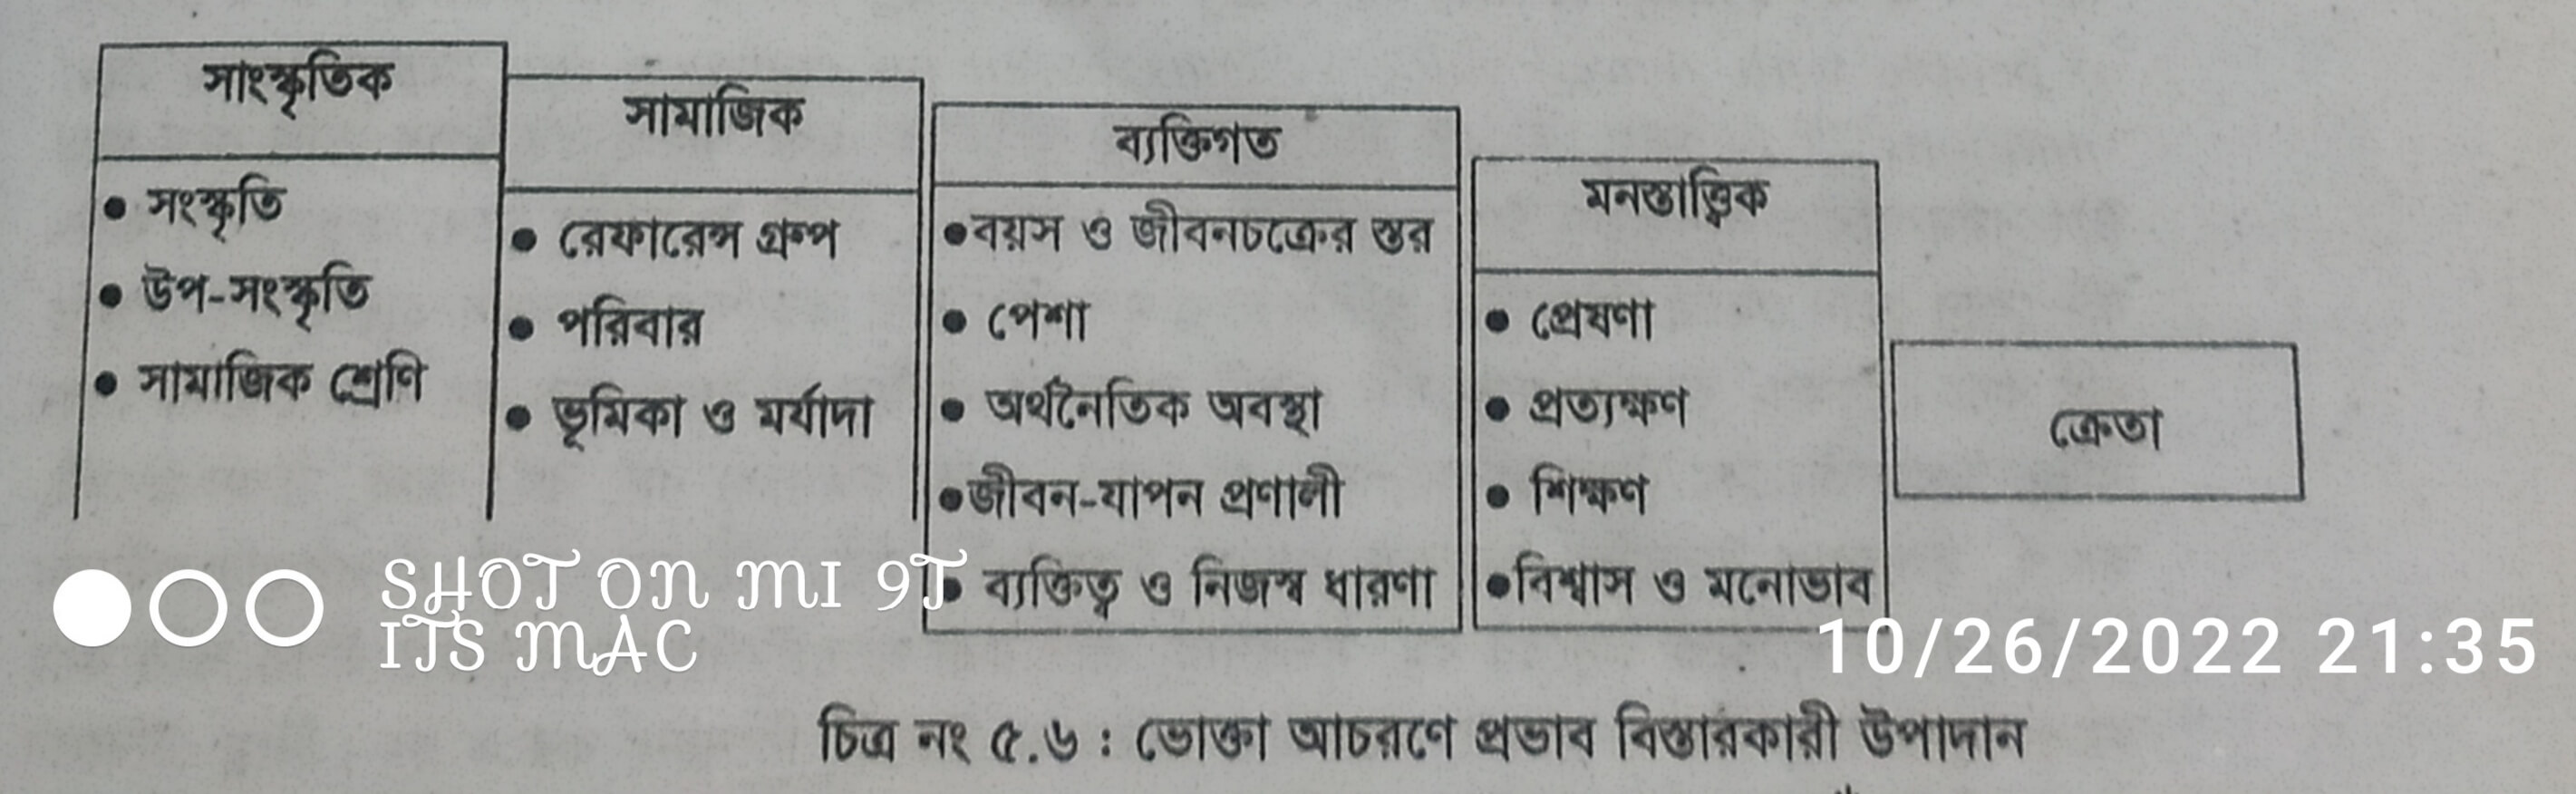 সাংস্কৃতিক
• সংস্কৃতি
• উপ-সংস্কৃতি
• সামাজিক শ্রেণি
সামাজিক
• রেফারেন্স গ্রুপ
• পরিবার
• ভূমিকা ও মর্যাদা
ব্যক্তিগত
•বয়স ও জীবনচক্রের স্তর
• পেশা
• অর্থনৈতিক অবস্থা
•জীবন-যাপন প্রণালী
• ব্যক্তিত্ব ও নিজস্ব ধারণা
মনস্তাত্ত্বিক
• প্রেষণা
• প্রত্যক্ষণ
• শিক্ষণ
•বিশ্বাস ও মনোভাব
ক্রেতা
SHOT ON MI 9T
ITS MAC
10/26/2022 21:35
চিত্র নং ৫.৬ : ভোক্তা আচরণে প্রভাব বিস্তারকারী উপাদান